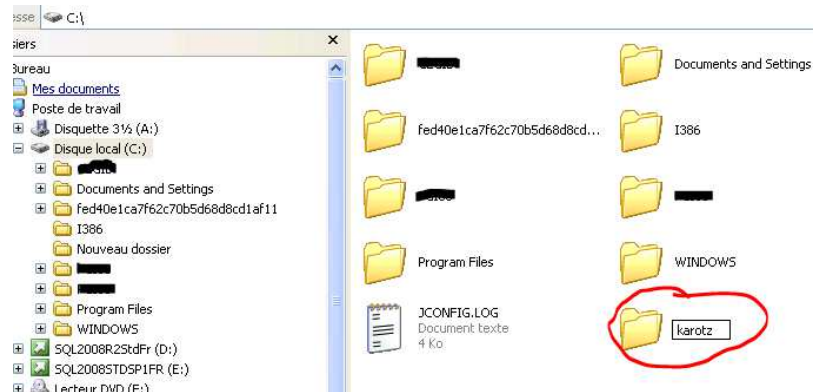 esse C:\
siers
Bureau
Mes documents
Poste de travail
Disquette 3½ (A:)
Disque local (C:)
Documents and Settings
fed40e1ca7f62c70b5d68d8cd1af11
I386
Nouveau dossier
Program Files
WINDOWS
SQL2008R2StdFr (D:)
SQL2008STDSP1FR (E:)
Lecteur DVD (F:)
Documents and Settings
fed40e1ca7f62c70b5d68d8cd...
I386
Program Files
WINDOWS
JCONFIG.LOG
Document texte
4 Ko
karotz